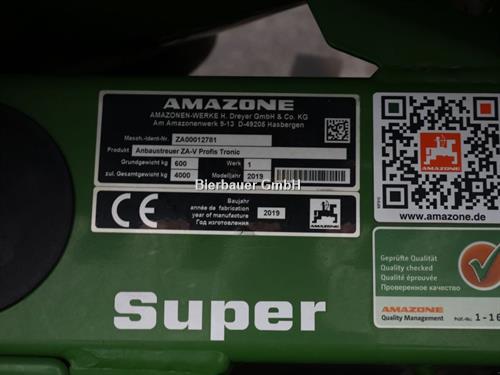 AMAZONE
AMAZONEN-WERKE H. Dreyer GmbH & Co. KG
Am Amazonenwerk 9-13 D-49205 Hasbergen
Masch.-Ident-Nr. ZA00012781
Produkt Anbaustreuer ZA-V Profis Tronic
Grundgewicht kg 600 Werk 1
zul. Gesamtgewicht kg 4000 Modelljahr 2019
Bierbauer GmbH
CE
Baujahr
année de fabrication
year of manufacture 2019
Год изготовления
AMAZONE
www.amazone.de
Geprüfte Qualität
Quality checked
Qualité éprouvée
Проверенное качество
AMAZONE
Quality Management
1-16
Super